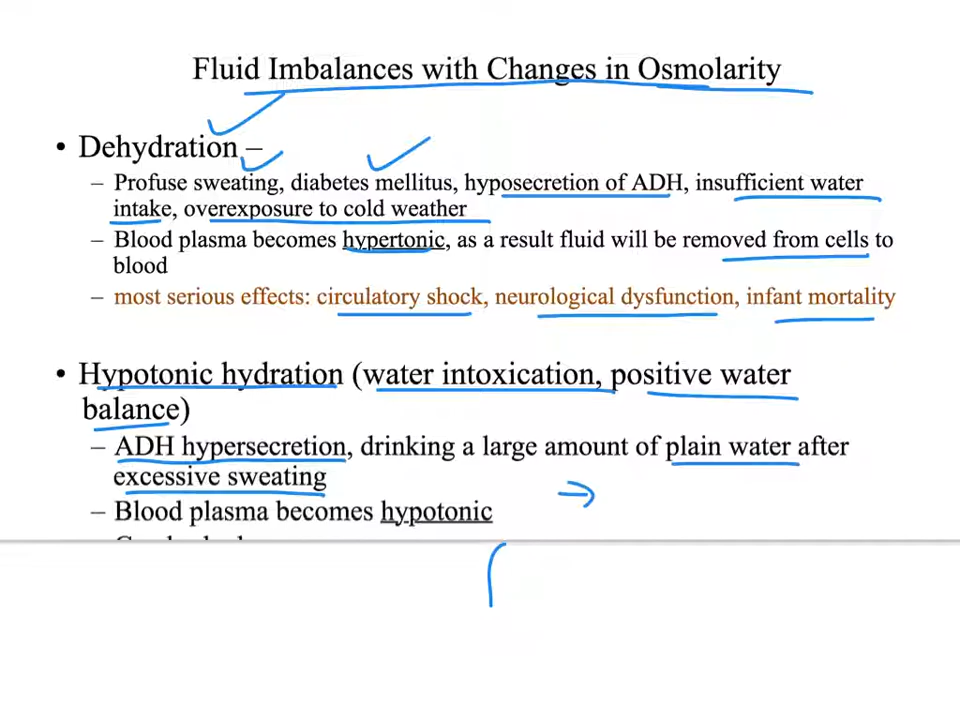 Fluid Imbalances with Changes in Osmolarity
• Dehydration –
– Profuse sweating, diabetes mellitus, hyposecretion of ADH, insufficient water
intake, overexposure to cold weather
– Blood plasma becomes hypertonic, as a result fluid will be removed from cells to
blood
– most serious effects: circulatory shock, neurological dysfunction, infant mortality
• Hypotonic hydration (water intoxication, positive water
balance)
– ADH hypersecretion, drinking a large amount of plain water after
excessive sweating
– Blood plasma becomes hypotonic